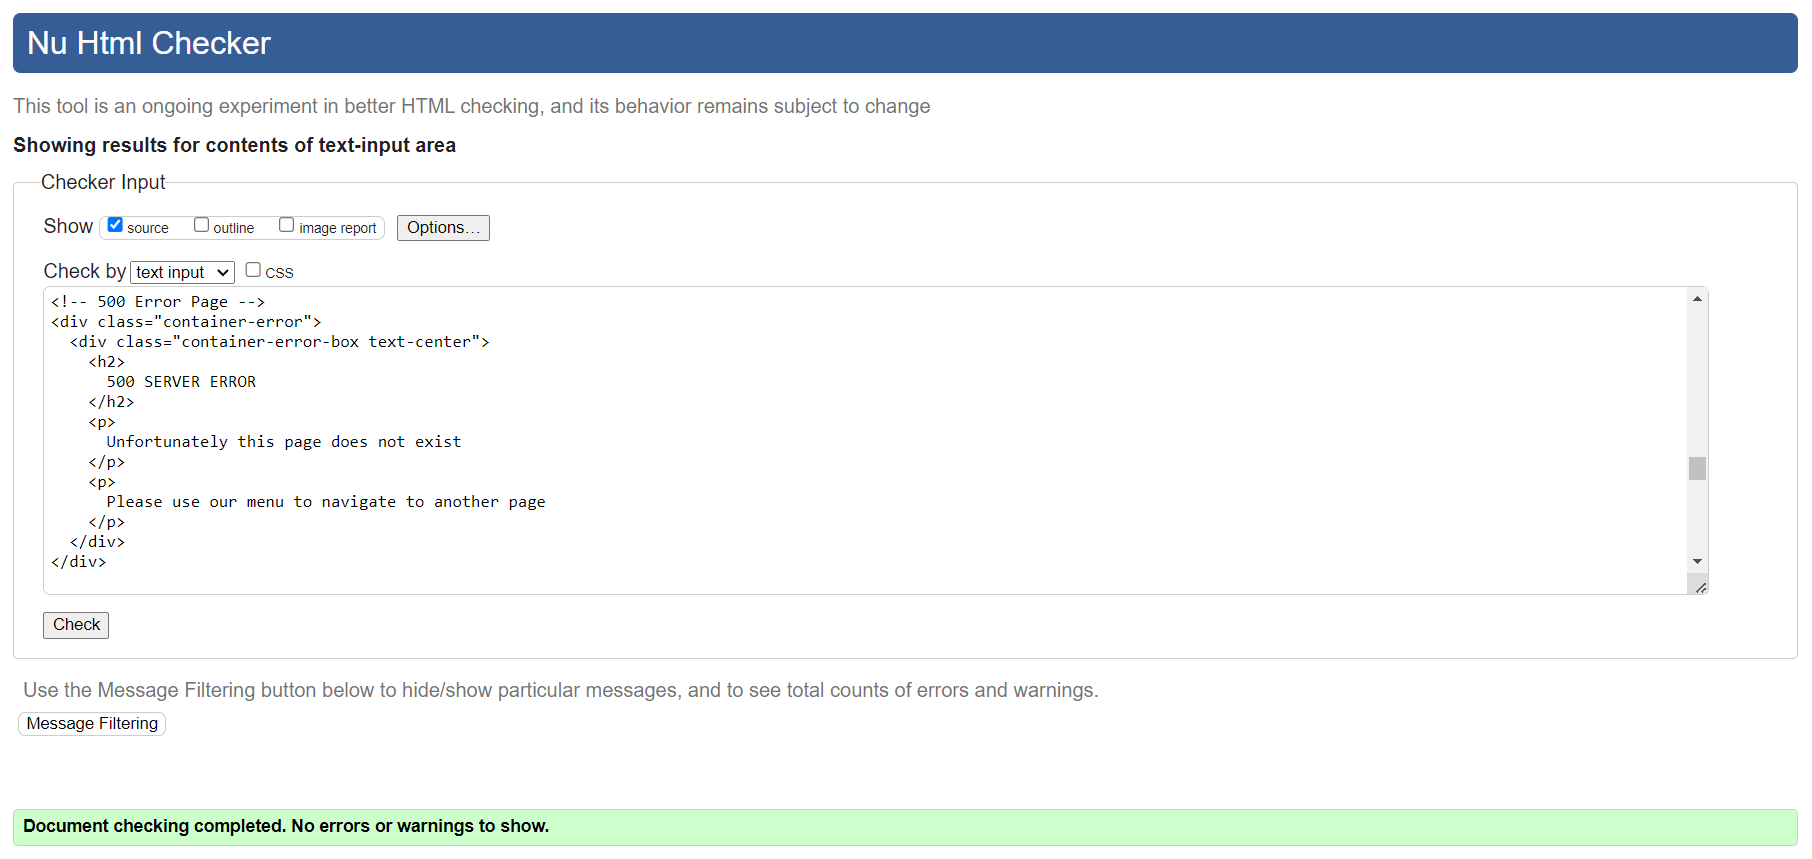 Nu Html Checker
This tool is an ongoing experiment in better HTML checking, and its behavior remains subject to change
Showing results for contents of text-input area
Checker Input
Show source outline image report Options...
Check by text input CSS
<!-- 500 Error Page -->
<div class="container-error">
  <div class="container-error-box text-center">
    <h2>
      500 SERVER ERROR
    </h2>
    <p>
      Unfortunately this page does not exist
    </p>
    <p>
      Please use our menu to navigate to another page
    </p>
  </div>
</div>
Check
Use the Message Filtering button below to hide/show particular messages, and to see total counts of errors and warnings.
Message Filtering
Document checking completed. No errors or warnings to show.